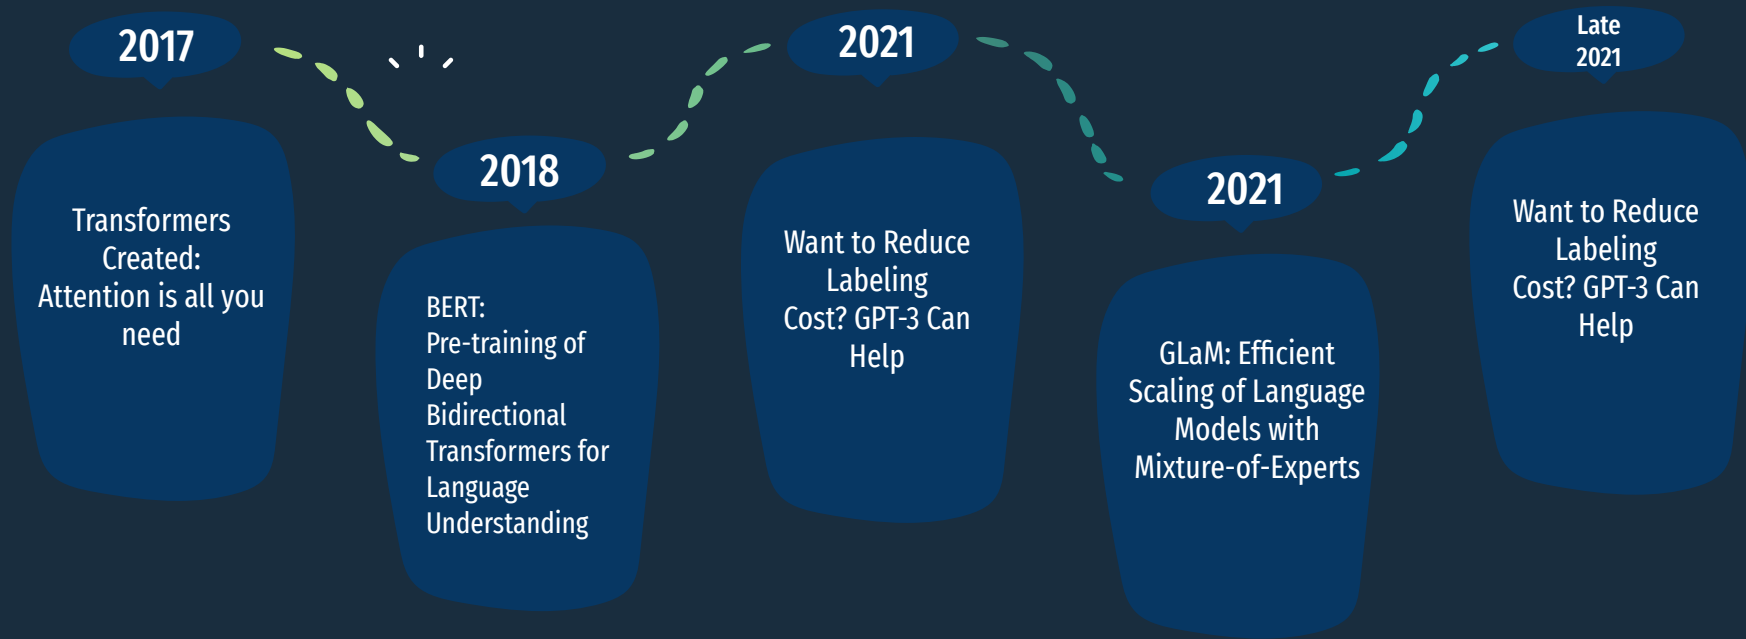 2017
Transformers
Created:
Attention is all you
need
2018
BERT:
Pre-training of
Deep
Bidirectional
Transformers for
Language
Understanding
2021
Want to Reduce
Labeling
Cost? GPT-3 Can
Help
2021
GLaM: Efficient
Scaling of Language
Models with
Mixture-of-Experts
Late
2021
Want to Reduce
Labeling
Cost? GPT-3 Can
Help